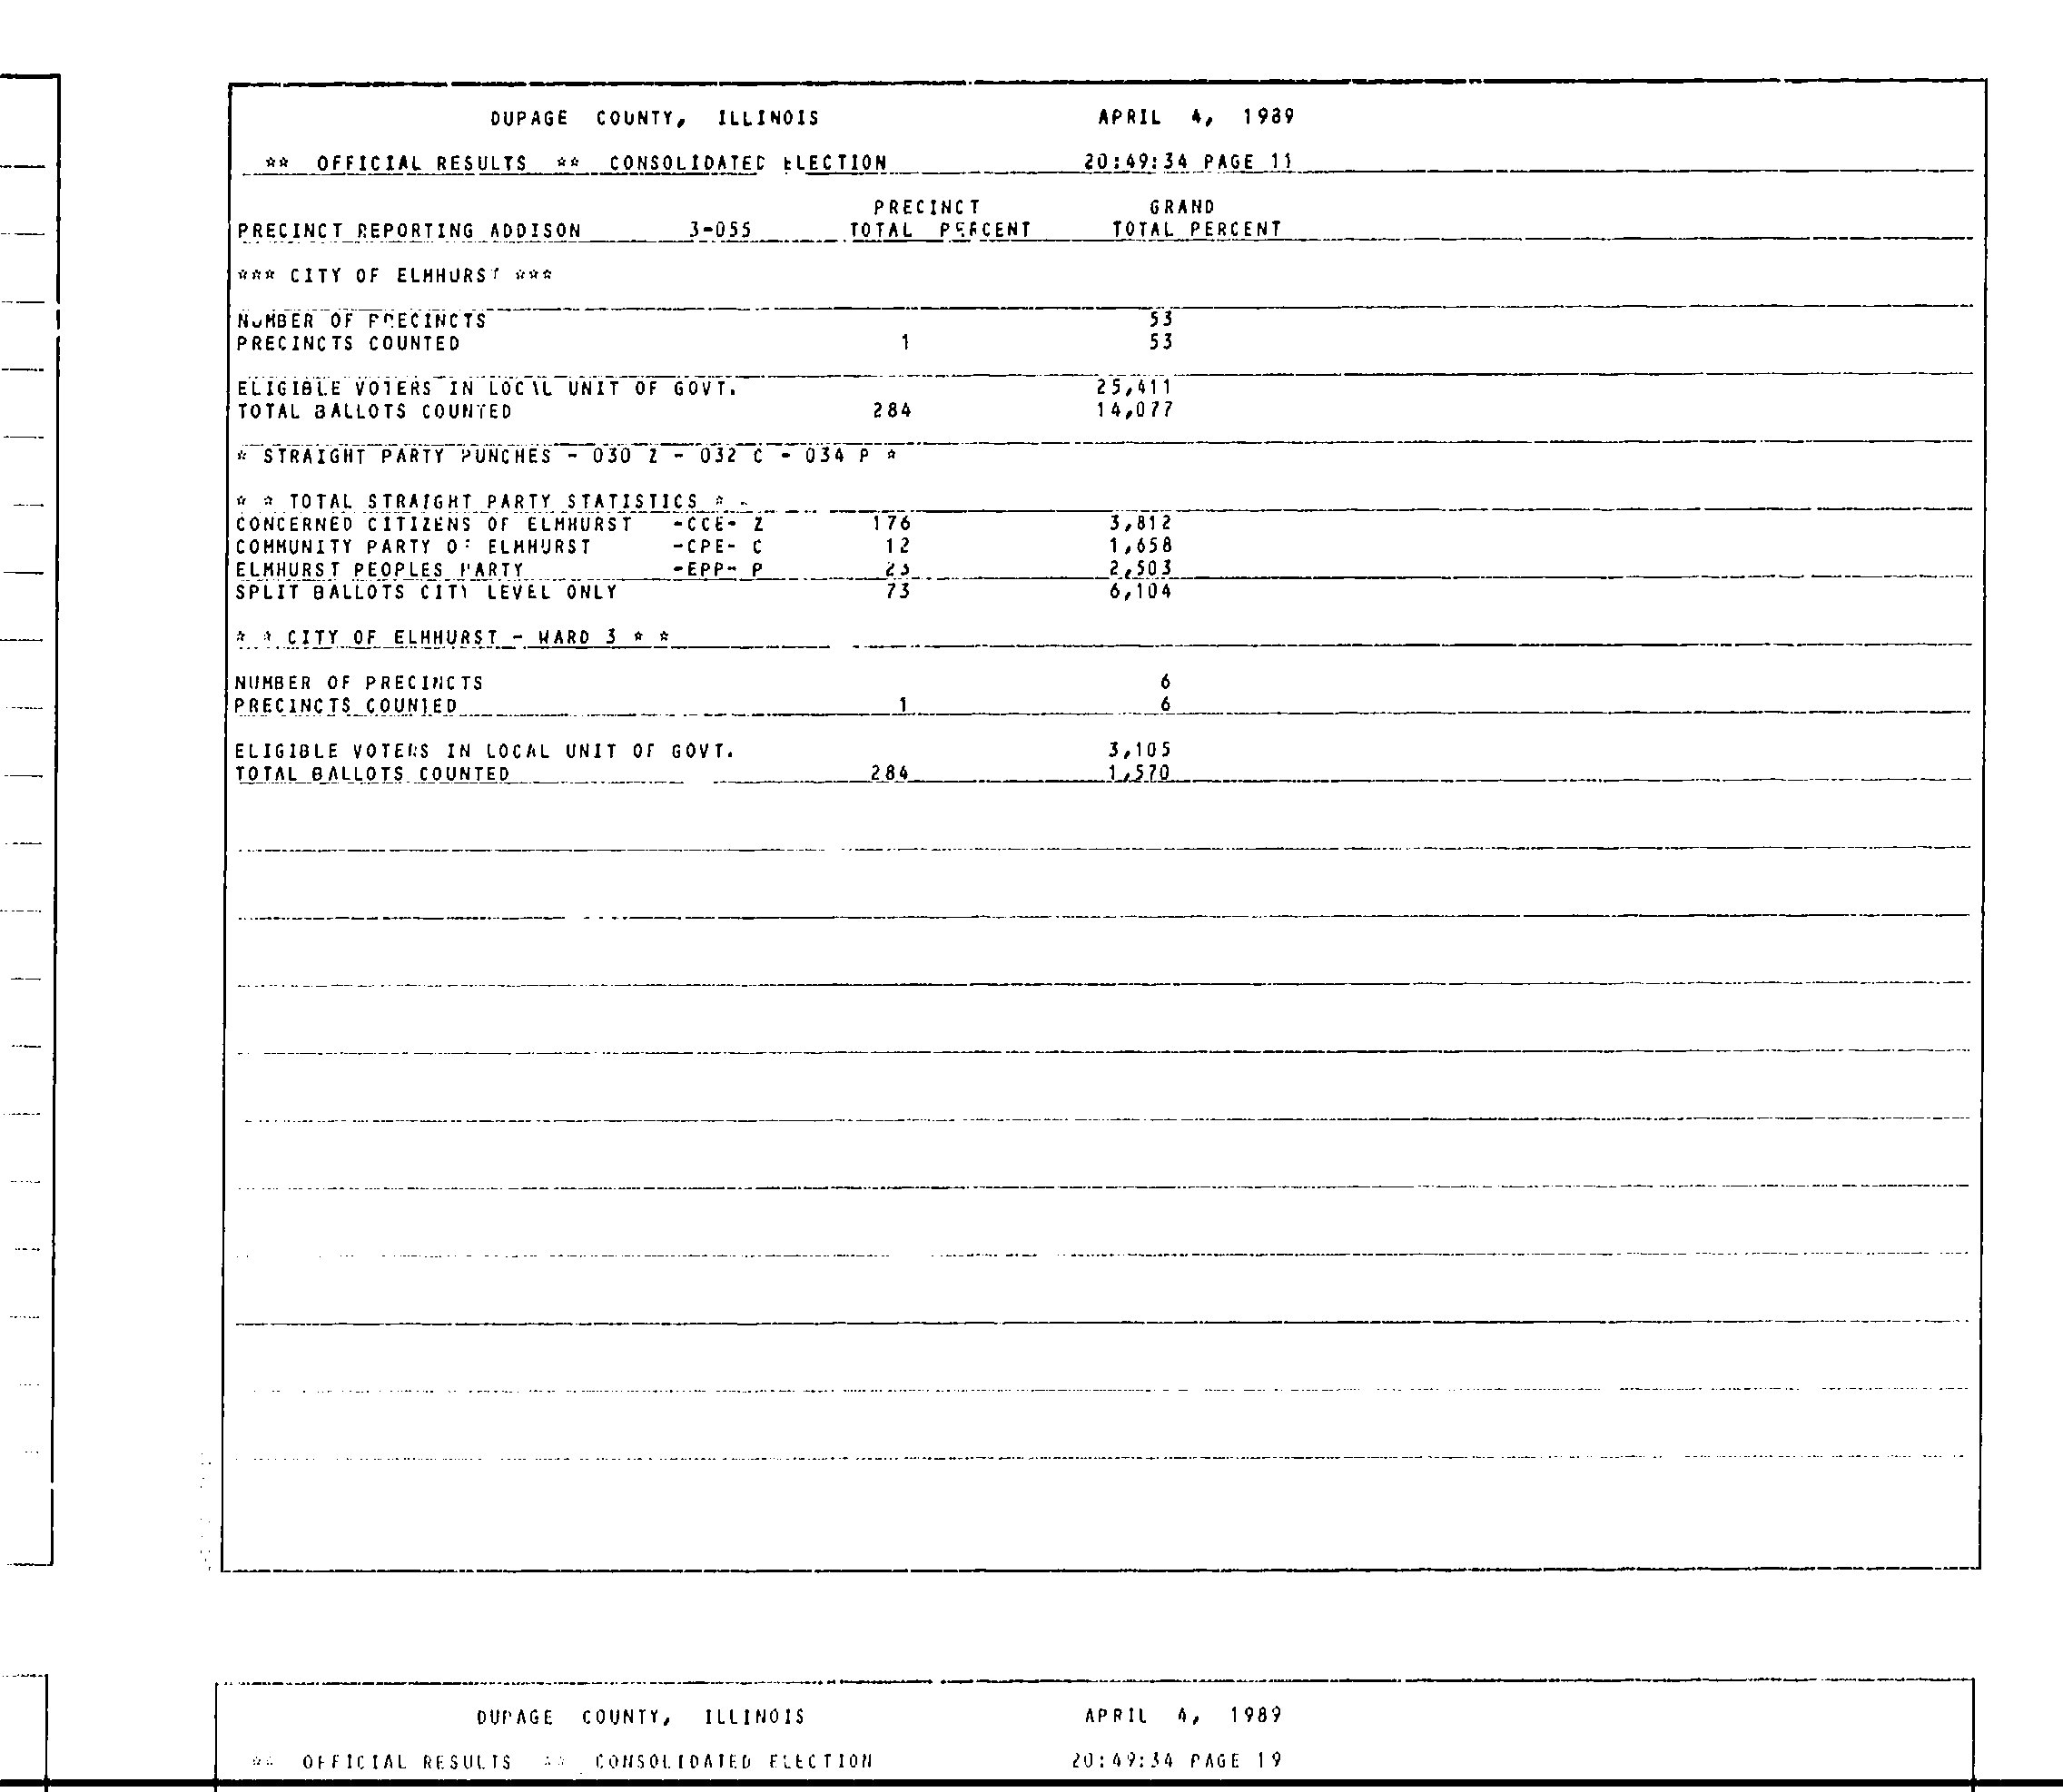 DUPAGE COUNTY, ILLINOIS APRIL 4, 1989
** OFFICIAL RESULTS ** CONSOLIDATED ELECTION 20:49:34 PAGE 11
PRECINCT GRAND
PRECINCT REPORTING ADDISON 3-055 TOTAL PERCENT TOTAL PERCENT
*** CITY OF ELMHURST ***
NUMBER OF PRECINCTS 53
PRECINCTS COUNTED 1 53
ELIGIBLE VOTERS IN LOCAL UNIT OF GOVT. 25,411
TOTAL BALLOTS COUNTED 284 14,077
* STRAIGHT PARTY PUNCHES - 030 Z - 032 C - 034 P *
* * TOTAL STRAIGHT PARTY STATISTICS * -
CONCERNED CITIZENS OF ELMHURST -CCE- Z 176 3,812
COMMUNITY PARTY OF ELMHURST -CPE- C 12 1,658
ELMHURST PEOPLES PARTY -EPP- P 23 2,503
SPLIT BALLOTS CITY LEVEL ONLY 73 6,104
* * CITY OF ELMHURST - WARD 3 * *
NUMBER OF PRECINCTS 6
PRECINCTS COUNTED 1 6
ELIGIBLE VOTERS IN LOCAL UNIT OF GOVT. 3,105
TOTAL BALLOTS COUNTED 284 1,570
DUPAGE COUNTY, ILLINOIS APRIL 4, 1989
** OFFICIAL RESULTS ** CONSOLIDATED ELECTION 20:49:34 PAGE 19